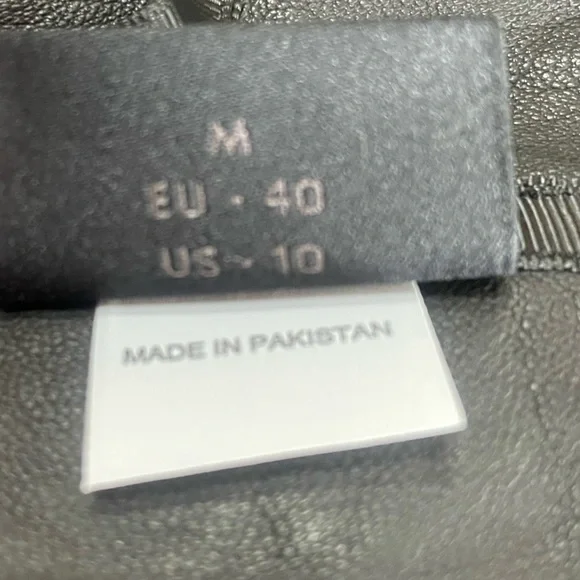 M
EU - 40
US - 10
MADE IN PAKISTAN